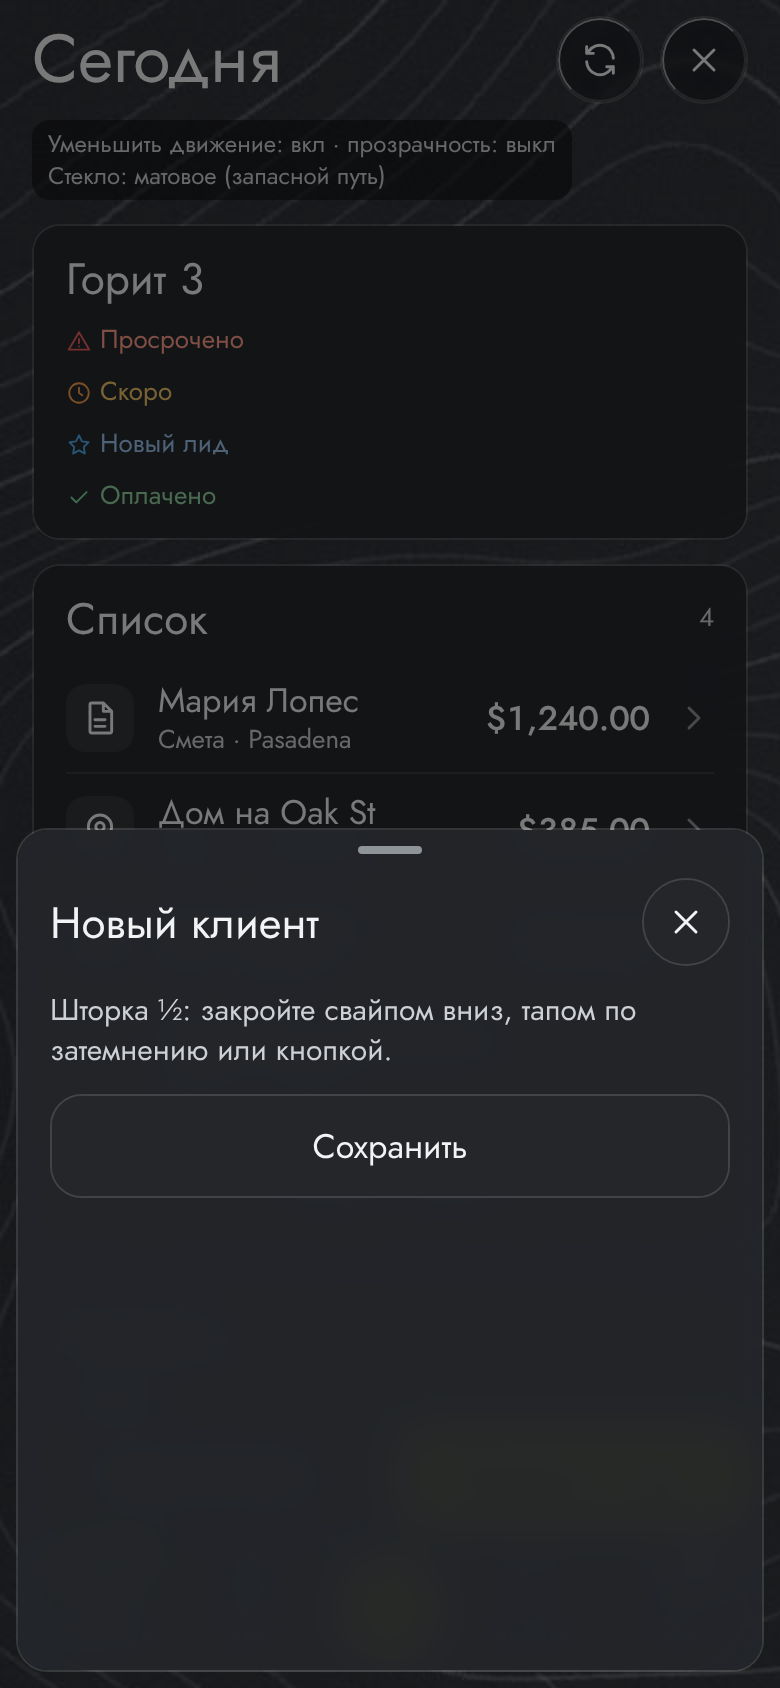 Сегодня
Уменьшить движение: вкл · прозрачность: выкл
Стекло: матовое (запасной путь)
Горит 3
Просрочено
Скоро
Новый лид
Оплачено
Список 4
Мария Лопес $1,240.00
Смета · Pasadena
Дом на Oak St $385.00
Новый клиент
Шторка ½: закройте свайпом вниз, тапом по
затемнению или кнопкой.
Сохранить